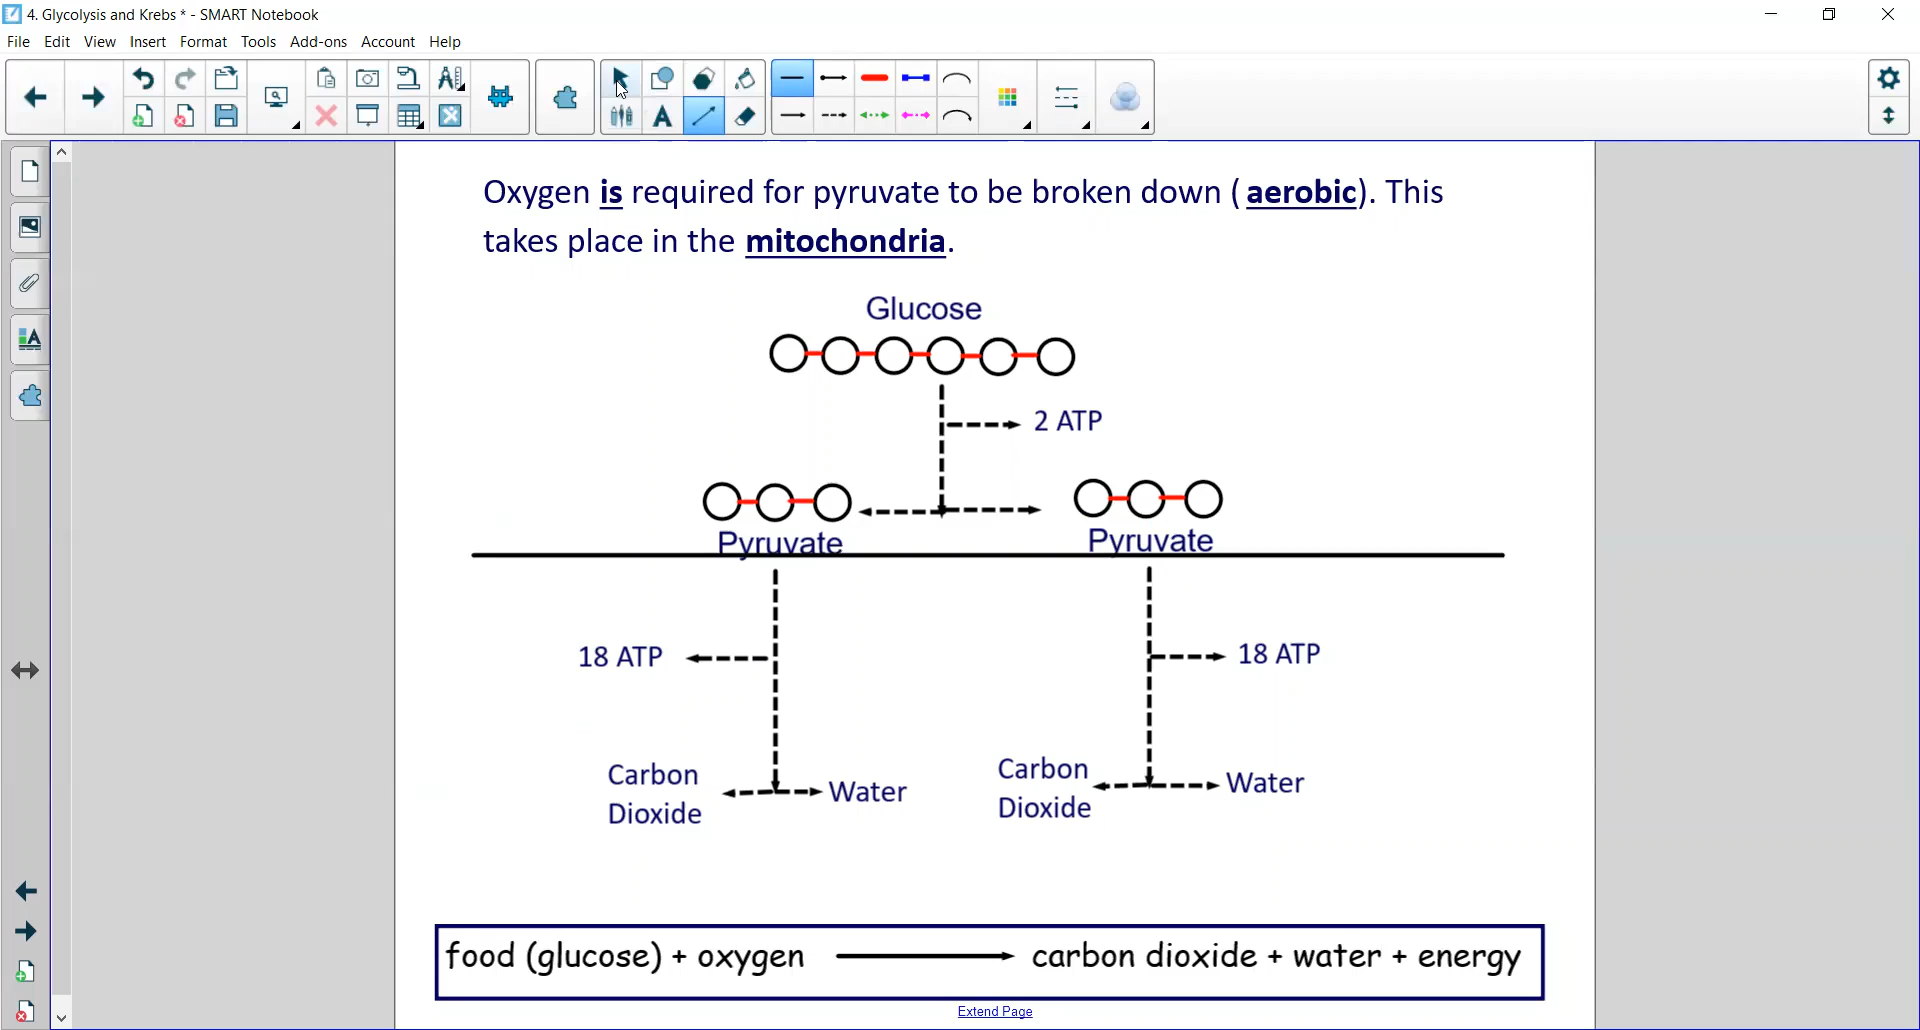 4. Glycolysis and Krebs * - SMART Notebook
File Edit View Insert Format Tools Add-ons Account Help
Oxygen is required for pyruvate to be broken down ( aerobic). This
takes place in the mitochondria.
Glucose
2 ATP
Pyruvate Pyruvate
18 ATP 18 ATP
Carbon Dioxide Water Carbon Dioxide Water
food (glucose) + oxygen carbon dioxide + water + energy
Extend Page